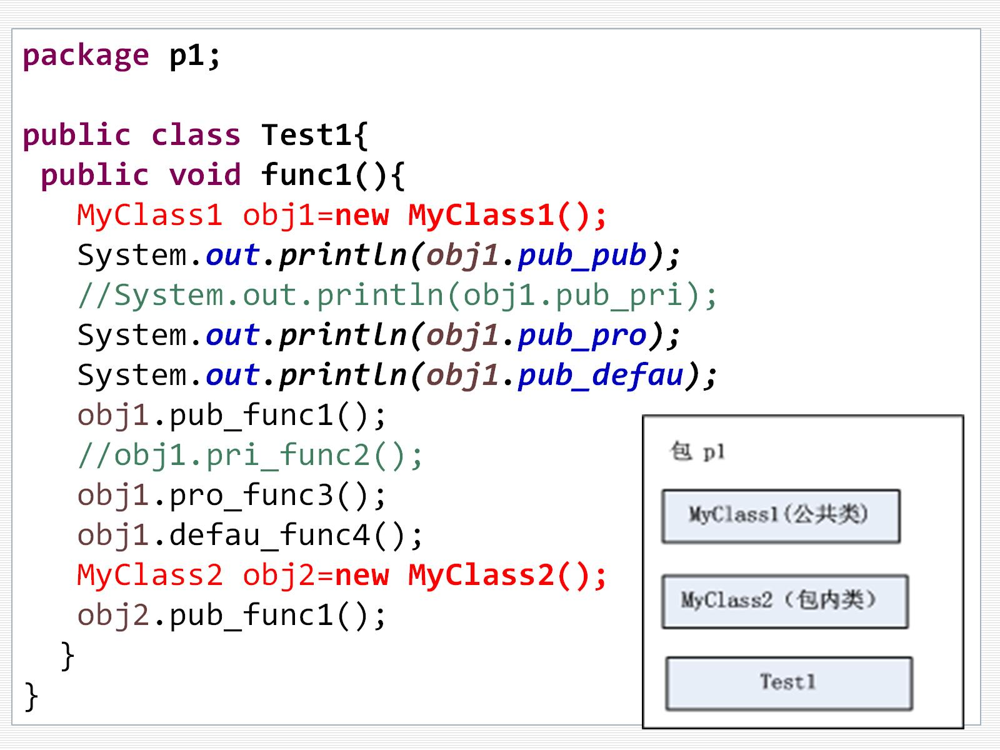 package p1;
public class Test1{
public void func1(){
MyClass1 obj1=new MyClass1();
System.out.println(obj1.pub_pub);
//System.out.println(obj1.pub_pri);
System.out.println(obj1.pub_pro);
System.out.println(obj1.pub_defau);
obj1.pub_func1();
//obj1.pri_func2();
obj1.pro_func3();
obj1.defau_func4();
MyClass2 obj2=new MyClass2();
obj2.pub_func1();
}
}
包 p1
MyClass1(公共类)
MyClass2（包内类）
Test1